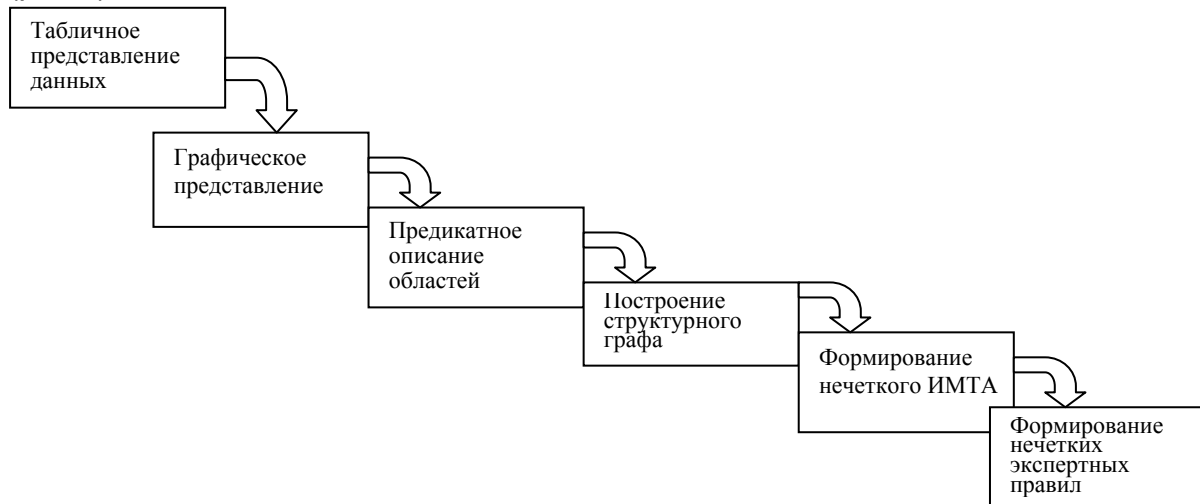 Табличное
представление
данных
Графическое
представление
Предикатное
описание
областей
Построение
структурного
графа
Формирование
нечеткого ИМТА
Формирование
нечетких
экспертных
правил